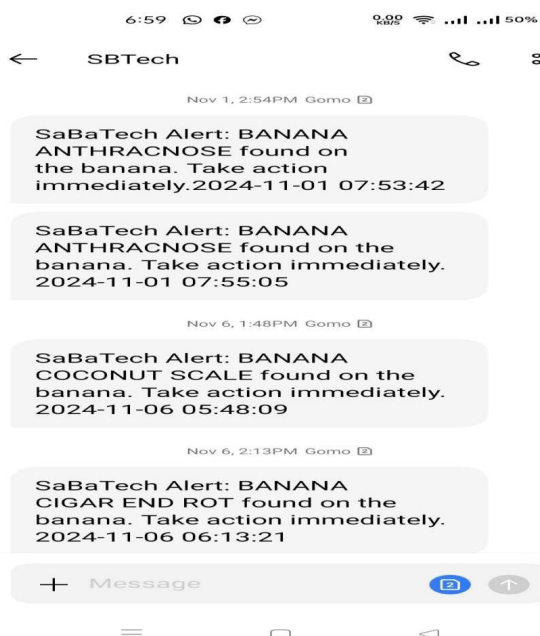 6:59
0.00 KB/S
50%
SBTech
Nov 1, 2:54PM Gomo 2
SaBaTech Alert: BANANA
ANTHRACNOSE found on
the banana. Take action
immediately.2024-11-01 07:53:42
SaBaTech Alert: BANANA
ANTHRACNOSE found on the
banana. Take action immediately.
2024-11-01 07:55:05
Nov 6, 1:48PM Gomo 2
SaBaTech Alert: BANANA
COCONUT SCALE found on the
banana. Take action immediately.
2024-11-06 05:48:09
Nov 6, 2:13PM Gomo 2
SaBaTech Alert: BANANA
CIGAR END ROT found on the
banana. Take action immediately.
2024-11-06 06:13:21
Message
2